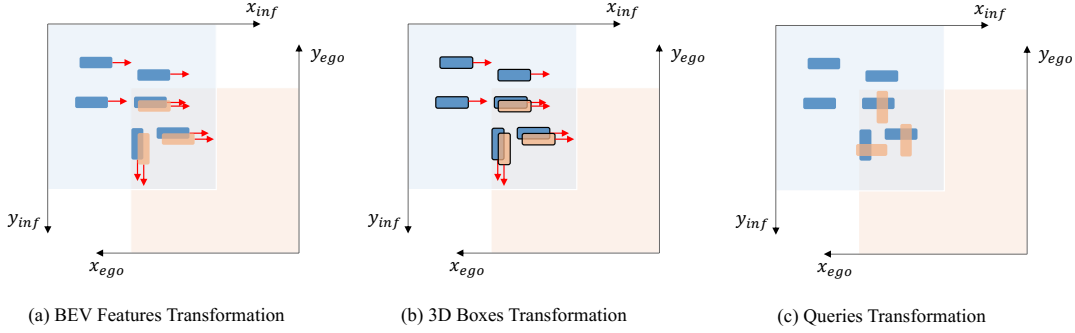 x_inf
y_ego
y_inf
x_ego
x_inf
y_ego
y_inf
x_ego
x_inf
y_ego
y_inf
x_ego
(a) BEV Features Transformation
(b) 3D Boxes Transformation
(c) Queries Transformation